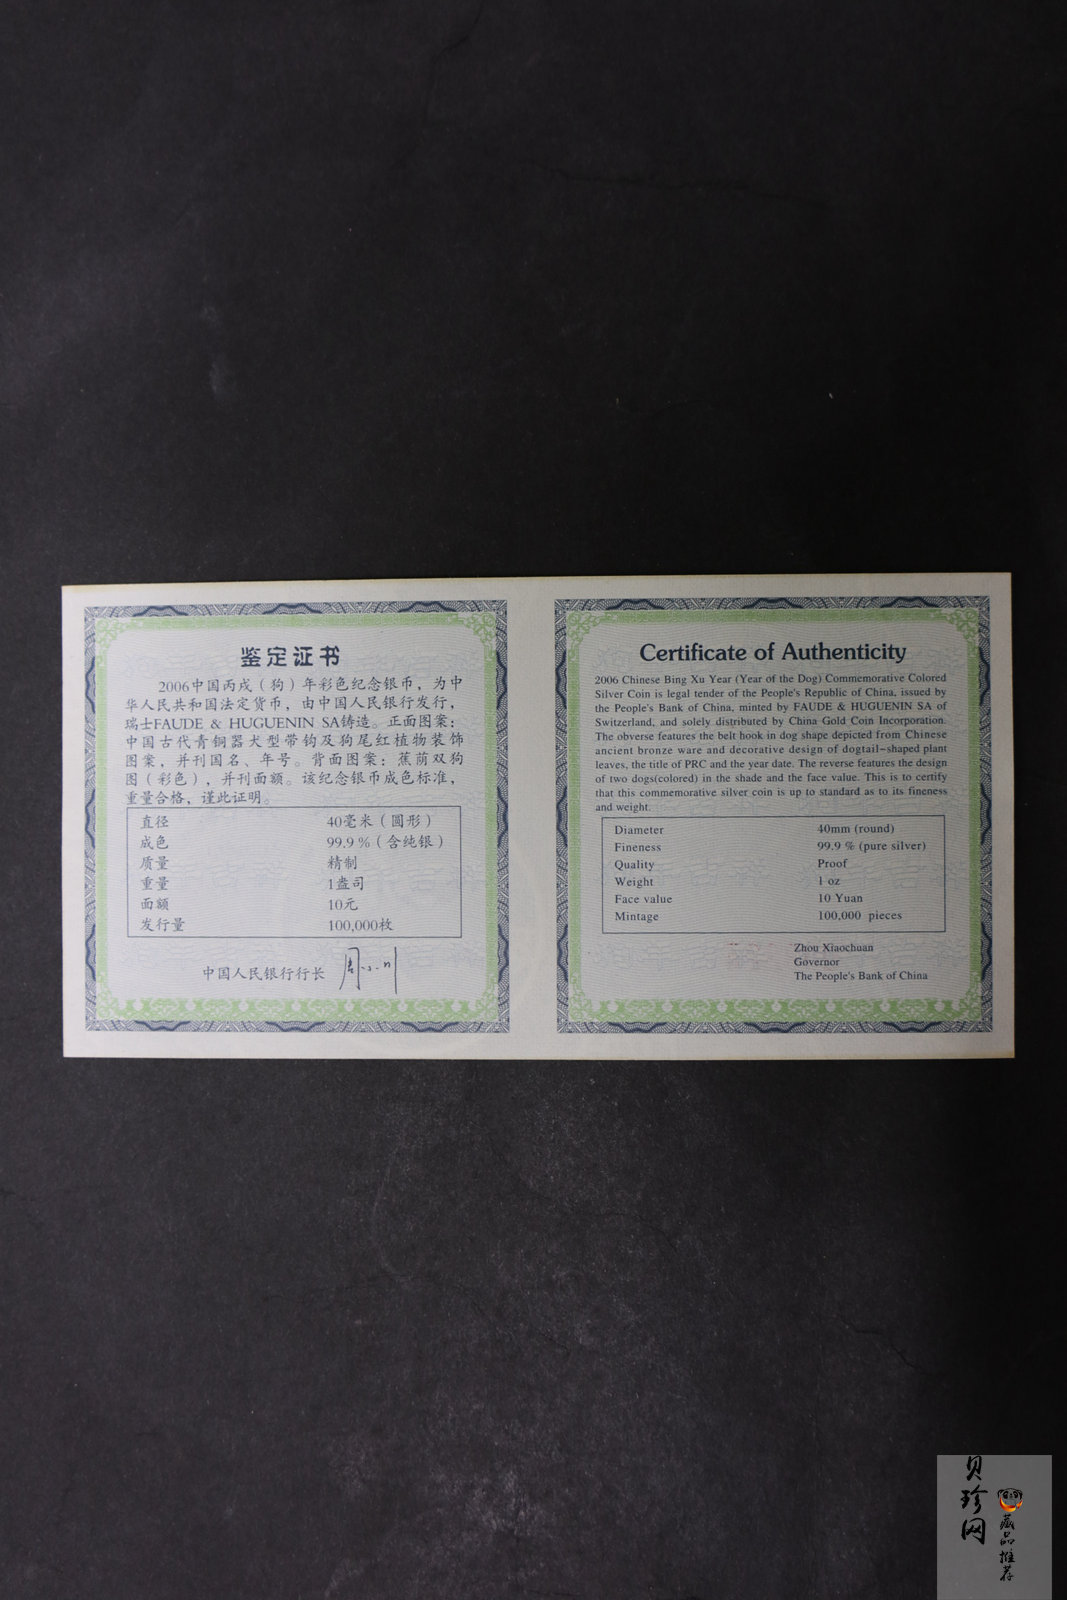 鉴定证书
2006中国丙戌（狗）年彩色纪念银币，为中
华人民共和国法定货币，由中国人民银行发行，
瑞士FAUDE & HUGUENIN SA铸造。正面图案：
中国古代青铜器犬型带钩及狗尾红植物装饰
图案，并刊国名、年号。背面图案：蕉荫双狗
图（彩色），并刊面额。该纪念银币成色标准，
重量合格，谨此证明。
直径 40毫米（圆形）
成色 99.9％（含纯银）
质量 精制
重量 1盎司
面额 10元
发行量 100,000枚
中国人民银行行长 周小川
Certificate of Authenticity
2006 Chinese Bing Xu Year (Year of the Dog) Commemorative Colored
Silver Coin is legal tender of the People's Republic of China, issued by
the People's Bank of China, minted by FAUDE & HUGUENIN SA of
Switzerland, and solely distributed by China Gold Coin Incorporation.
The obverse features the belt hook in dog shape depicted from Chinese
ancient bronze ware and decorative design of dogtail-shaped plant
leaves, the title of PRC and the year date. The reverse features the design
of two dogs(colored) in the shade and the face value. This is to certify
that this commemorative silver coin is up to standard as to its fineness
and weight.
Diameter 40mm (round)
Fineness 99.9 % (pure silver)
Quality Proof
Weight 1 oz
Face value 10 Yuan
Mintage 100,000 pieces
Zhou Xiaochuan
Governor
The People's Bank of China
贝珍网
藏品推荐